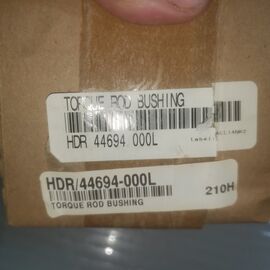 TORQUE ROD BUSHING
HDR 44694 000L
HDR/44694-000L
210H
TORQUE ROD BUSHING